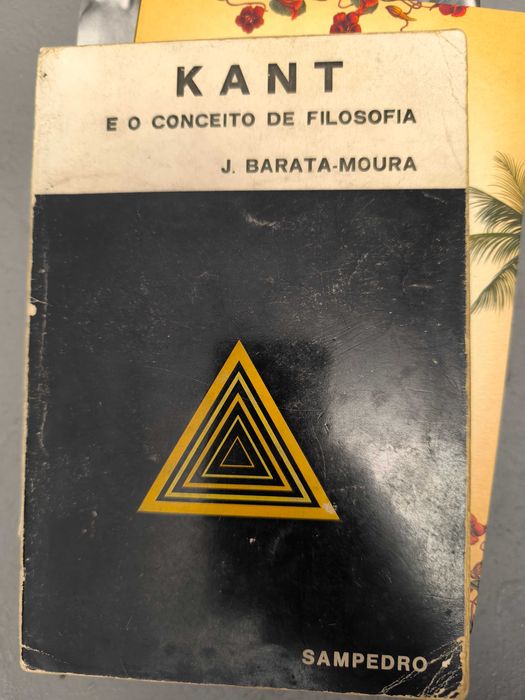 KANT
E O CONCEITO DE FILOSOFIA
J. BARATA-MOURA
SAMPEDRO